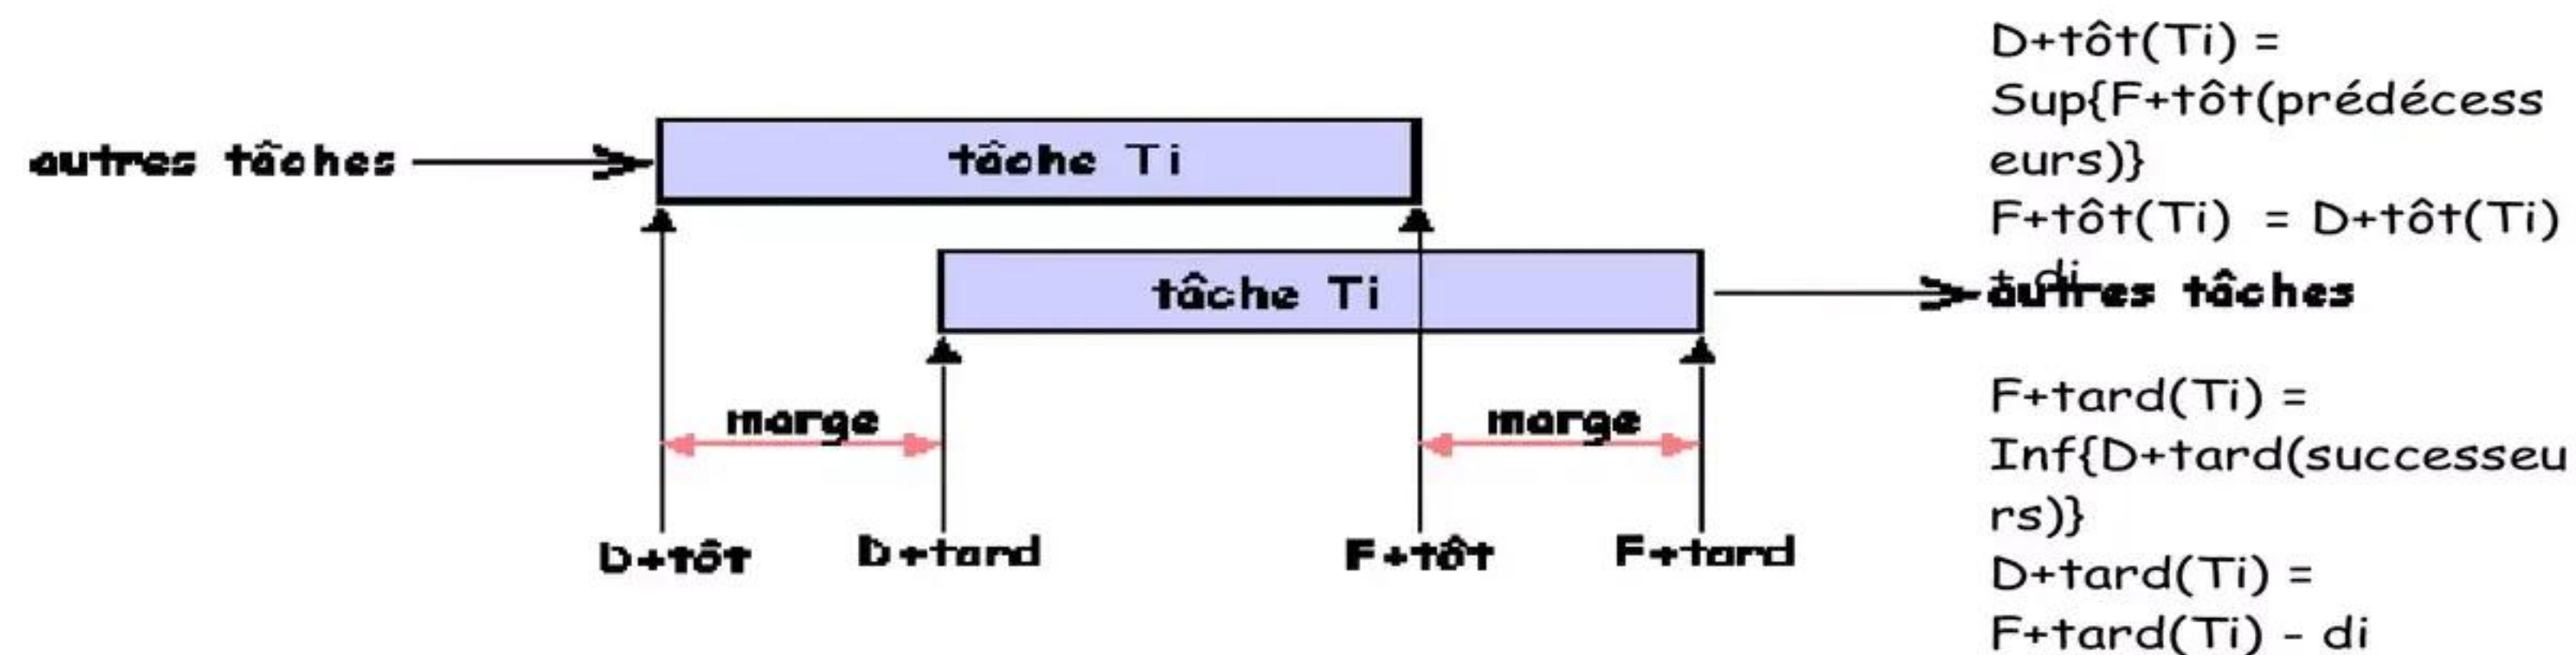 D+tôt(Ti) =
Sup{F+tôt(prédécess
eurs)}
F+tôt(Ti) = D+tôt(Ti)
+ di
autres tâches
tâche Ti
tâche Ti
autres tâches
marge
marge
D+tôt
D+tard
F+tôt
F+tard
F+tard(Ti) =
Inf{D+tard(successeu
rs)}
D+tard(Ti) =
F+tard(Ti) - di